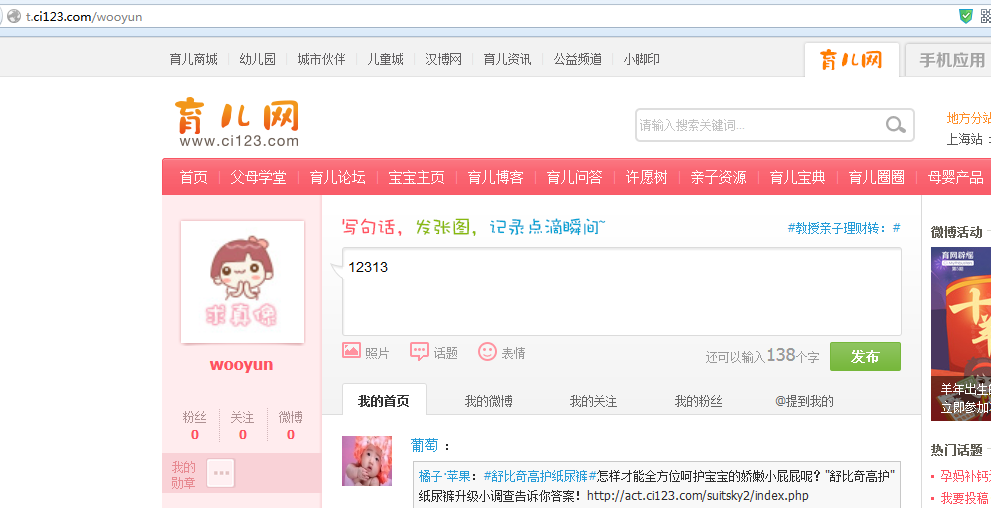 t.ci123.com/wooyun
育儿商城 幼儿园 城市伙伴 儿童城 汉博网 育儿资讯 公益频道 小脚印
育儿网 手机应用
育儿网
www.ci123.com
请输入搜索关键词...
地方分站
上海站：
首页 父母学堂 育儿论坛 宝宝主页 育儿博客 育儿问答 许愿树 亲子资源 育儿宝典 育儿圈圈 母婴产品
写句话，发张图，记录点滴瞬间~
#教授亲子理财转：#
12313
求真像
照片 话题 表情
还可以输入138个字
发布
wooyun
粉丝 关注 微博
0 0 0
我的
勋章
我的首页 我的微博 我的关注 我的粉丝 @提到我的
葡萄 ：
橘子·苹果：#舒比奇高护纸尿裤#怎样才能全方位呵护宝宝的娇嫩小屁屁呢？"舒比奇高护"
纸尿裤升级小调查告诉你答案！http://act.ci123.com/suitsky2/index.php
微博活动
育网辟谣
羊年出生的
立即参加
热门话题
孕妈补钙
我要投稿